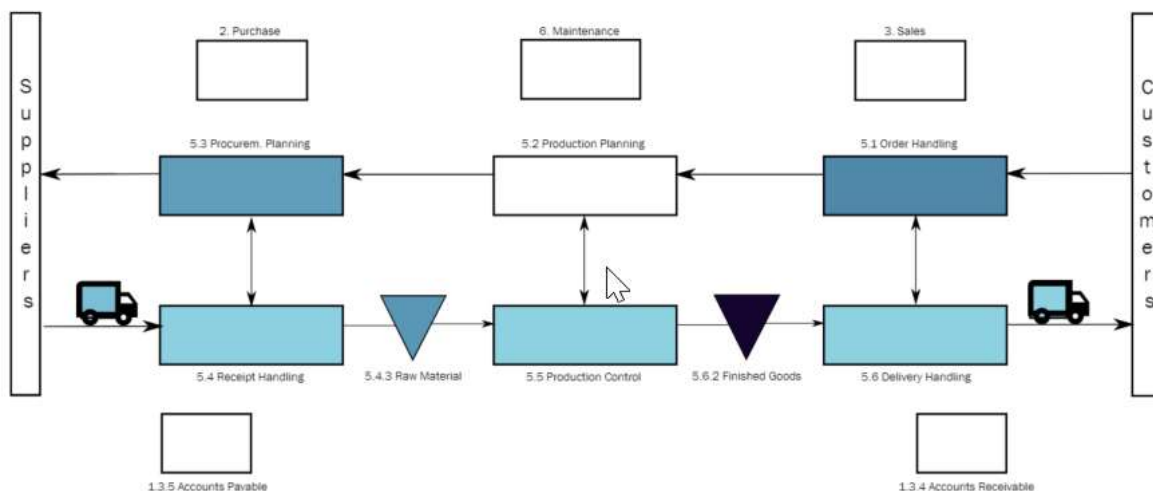 2. Purchase
6. Maintenance
3. Sales
Suppliers
Customers
5.3 Procurem. Planning
5.2 Production Planning
5.1 Order Handling
5.4 Receipt Handling
5.4.3 Raw Material
5.5 Production Control
5.6.2 Finished Goods
5.6 Delivery Handling
1.3.5 Accounts Payable
1.3.4 Accounts Receivable